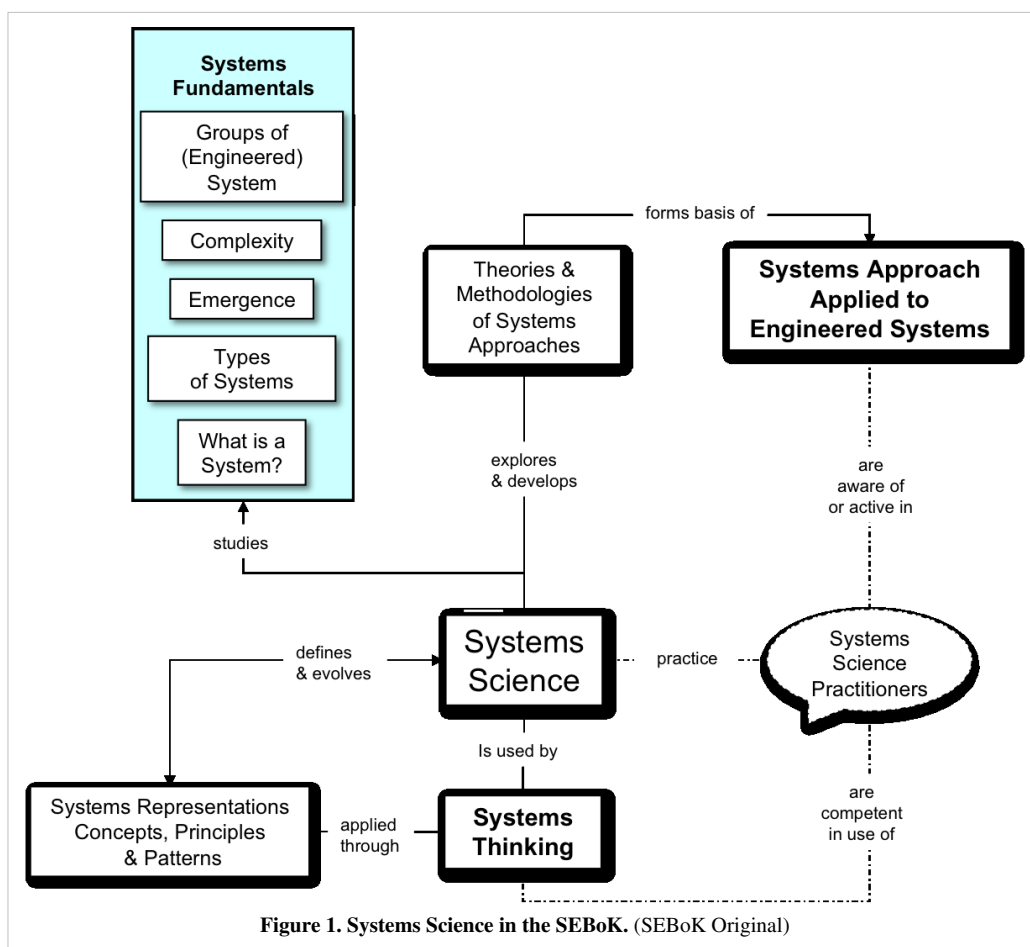 Systems
Fundamentals
Groups of
(Engineered)
System
Complexity
Emergence
Types
of Systems
What is a
System?
studies
forms basis of
Theories &
Methodologies
of Systems
Approaches
Systems Approach
Applied to
Engineered Systems
explores
& develops
are
aware of
or active in
defines
& evolves
Systems
Science
practice
Systems
Science
Practitioners
Is used by
Systems Representations
Concepts, Principles
& Patterns
applied
through
Systems
Thinking
are
competent
in use of
Figure 1. Systems Science in the SEBoK. (SEBoK Original)